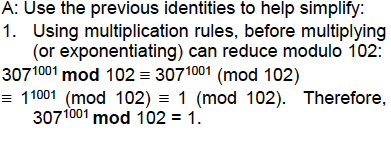 A: Use the previous identities to help simplify:
1. Using multiplication rules, before multiplying
(or exponentiating) can reduce modulo 102:
307¹⁰⁰¹ mod 102 ≡ 307¹⁰⁰¹ (mod 102)
≡ 1¹⁰⁰¹ (mod 102) ≡ 1 (mod 102). Therefore,
307¹⁰⁰¹ mod 102 = 1.